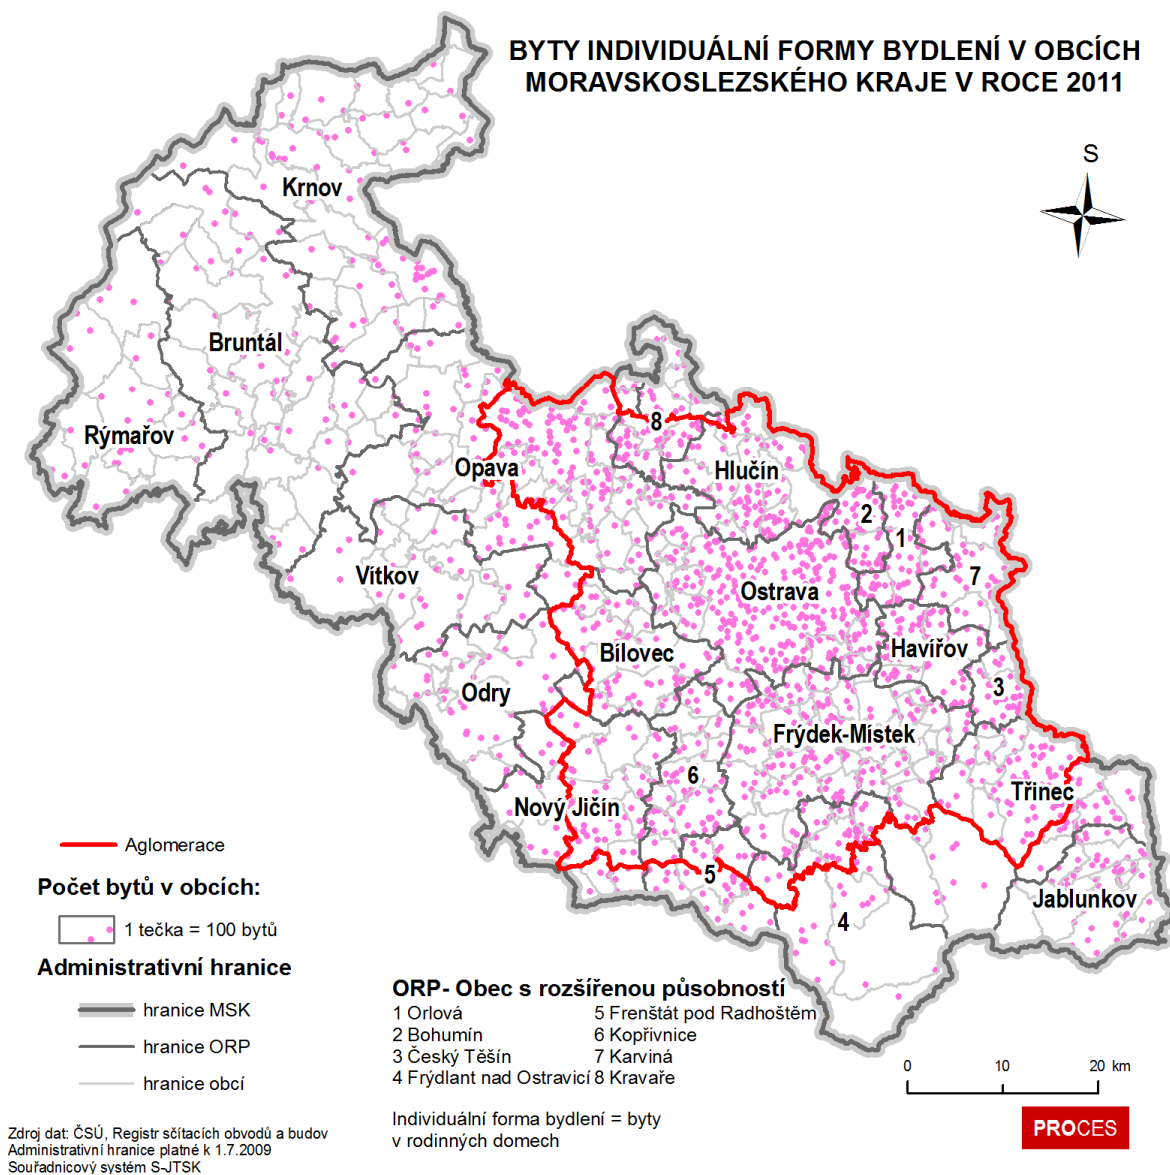 BYTY INDIVIDUÁLNÍ FORMY BYDLENÍ V OBCÍCH
MORAVSKOSLEZSKÉHO KRAJE V ROCE 2011
S
Krnov
Bruntál
Rýmařov
8
Opava
Hlučín
2
1
7
Vítkov
Ostrava
Bílovec
Havířov
Odry
3
Frýdek-Místek
6
Třinec
Nový Jičín
5
Jablunkov
4
Aglomerace
Počet bytů v obcích:
1 tečka = 100 bytů
Administrativní hranice
hranice MSK
hranice ORP
hranice obcí
ORP- Obec s rozšířenou působností
1 Orlová
2 Bohumín
3 Český Těšín
4 Frýdlant nad Ostravicí
5 Frenštát pod Radhoštěm
6 Kopřivnice
7 Karviná
8 Kravaře
Individuální forma bydlení = byty
v rodinných domech
0 10 20 km
PROCES
Zdroj dat: ČSÚ, Registr sčítacích obvodů a budov
Administrativní hranice platné k 1.7.2009
Souřadnicový systém S-JTSK